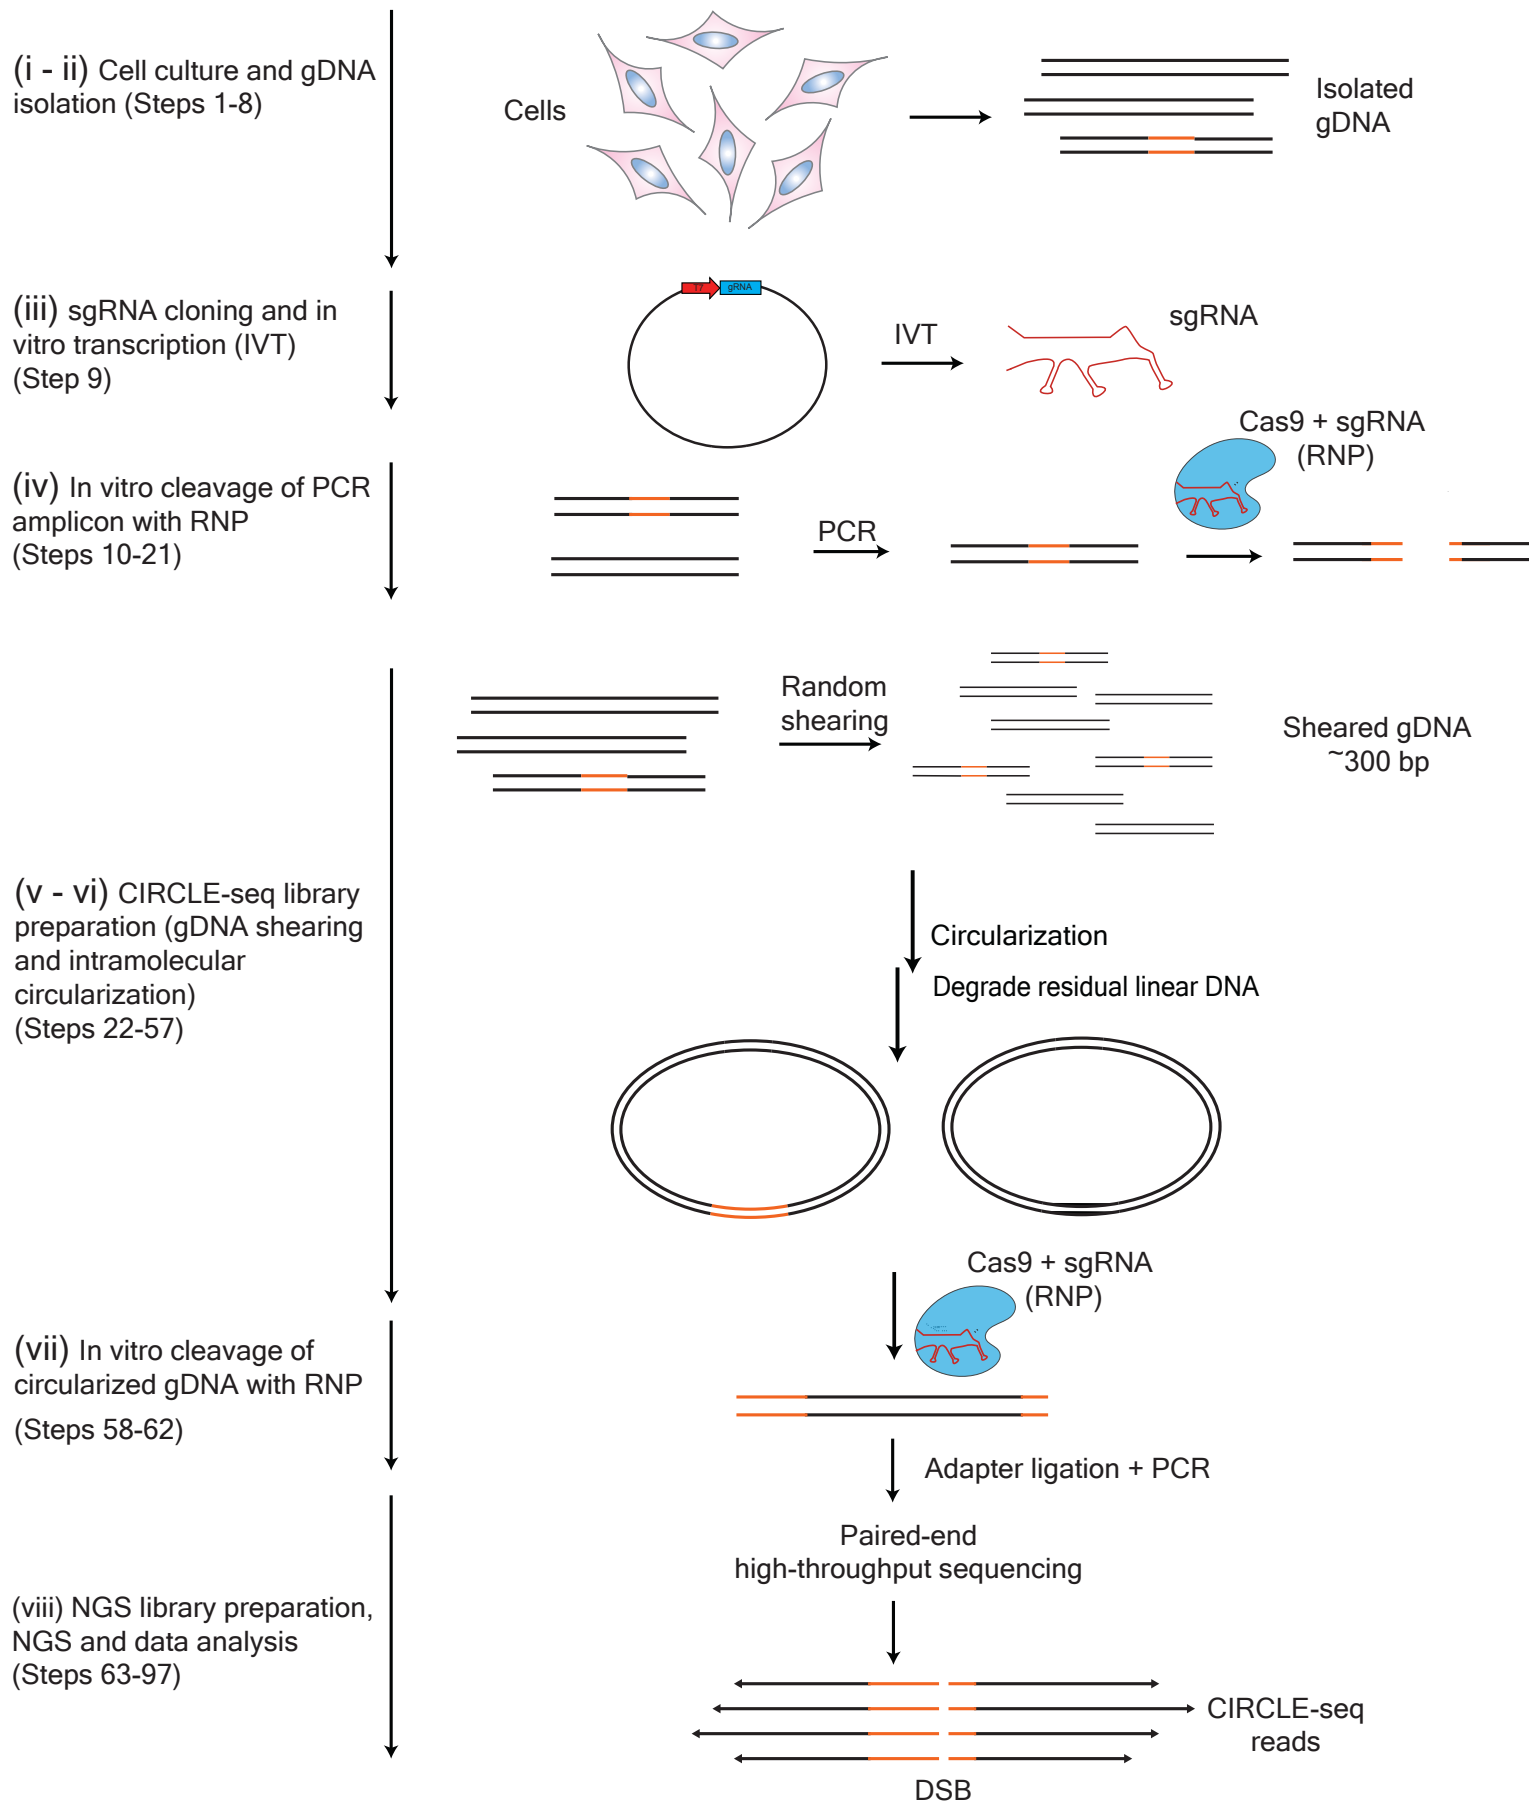 (i - ii) Cell culture and gDNA
isolation (Steps 1-8)
Cells
Isolated
gDNA
(iii) sgRNA cloning and in
vitro transcription (IVT)
(Step 9)
T7
gRNA
IVT
sgRNA
Cas9 + sgRNA
(RNP)
(iv) In vitro cleavage of PCR
amplicon with RNP
(Steps 10-21)
PCR
Random
shearing
Sheared gDNA
~300 bp
(v - vi) CIRCLE-seq library
preparation (gDNA shearing
and intramolecular
circularization)
(Steps 22-57)
Circularization
Degrade residual linear DNA
Cas9 + sgRNA
(RNP)
(vii) In vitro cleavage of
circularized gDNA with RNP
(Steps 58-62)
Adapter ligation + PCR
Paired-end
high-throughput sequencing
(viii) NGS library preparation,
NGS and data analysis
(Steps 63-97)
CIRCLE-seq
reads
DSB